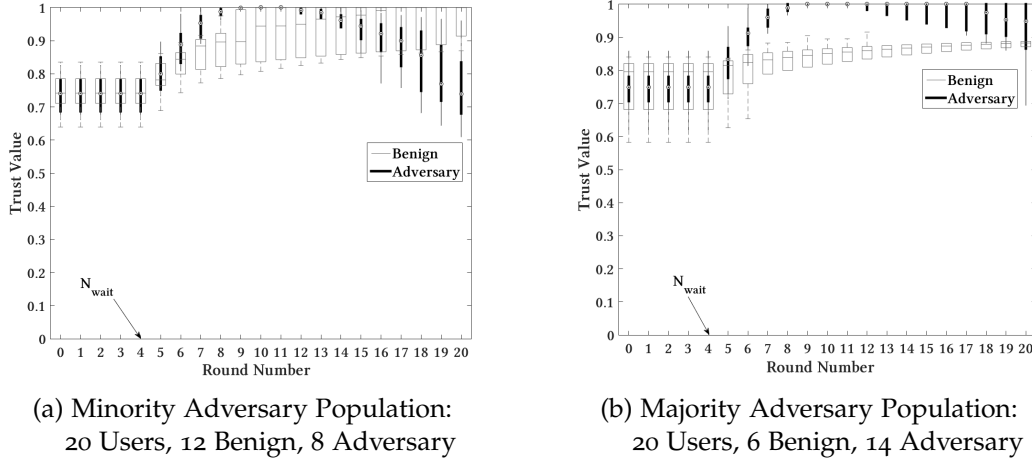 1
0.9
0.8
0.7
0.6
0.5
0.4
0.3
0.2
0.1
0
Trust Value
Benign
Adversary
N wait
0 1 2 3 4 5 6 7 8 9 10 11 12 13 14 15 16 17 18 19 20
Round Number
(a) Minority Adversary Population:
20 Users, 12 Benign, 8 Adversary
1
0.9
0.8
0.7
0.6
0.5
0.4
0.3
0.2
0.1
0
Trust Value
Benign
Adversary
N wait
0 1 2 3 4 5 6 7 8 9 10 11 12 13 14 15 16 17 18 19 20
Round Number
(b) Majority Adversary Population:
20 Users, 6 Benign, 14 Adversary